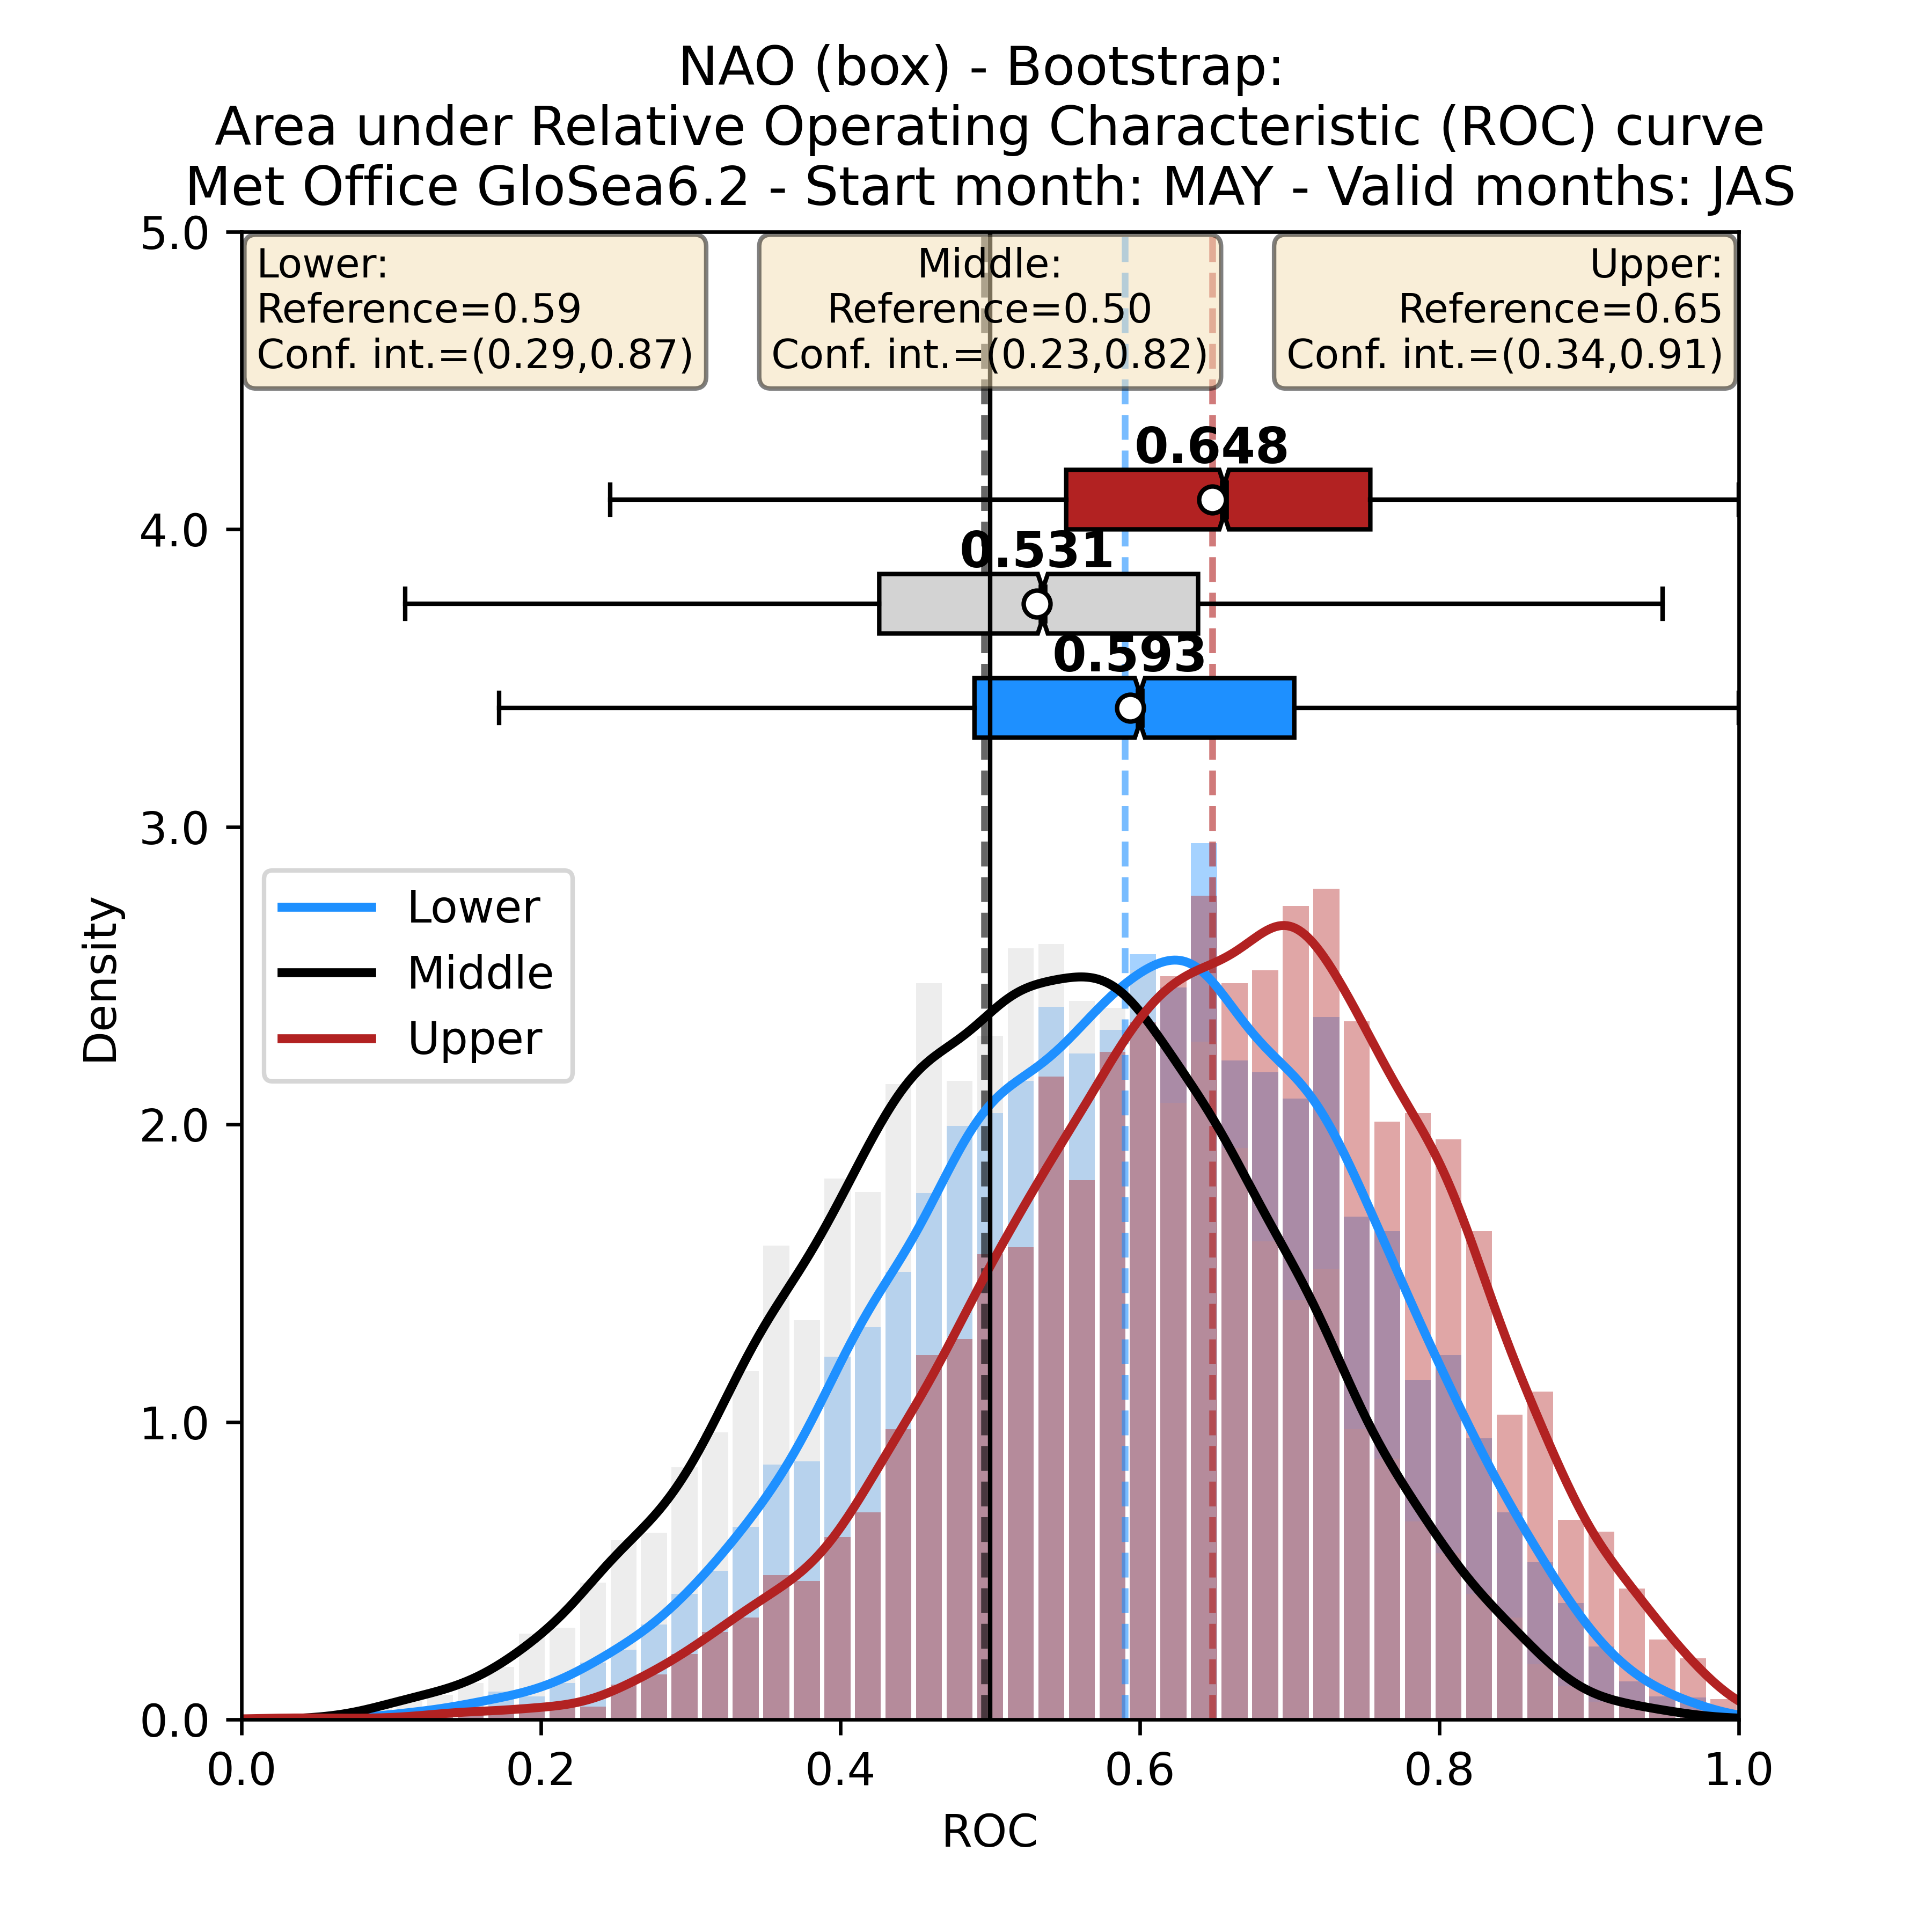 NAO (box) - Bootstrap:
Area under Relative Operating Characteristic (ROC) curve
Met Office GloSea6.2 - Start month: MAY - Valid months: JAS
Lower:
Reference=0.59
Conf. int.=(0.29,0.87)
Middle:
Reference=0.50
Conf. int.=(0.23,0.82)
Upper:
Reference=0.65
Conf. int.=(0.34,0.91)
0.648
0.531
0.593
Lower
Middle
Upper
Density
5.0
4.0
3.0
2.0
1.0
0.0
0.0 0.2 0.4 0.6 0.8 1.0
ROC